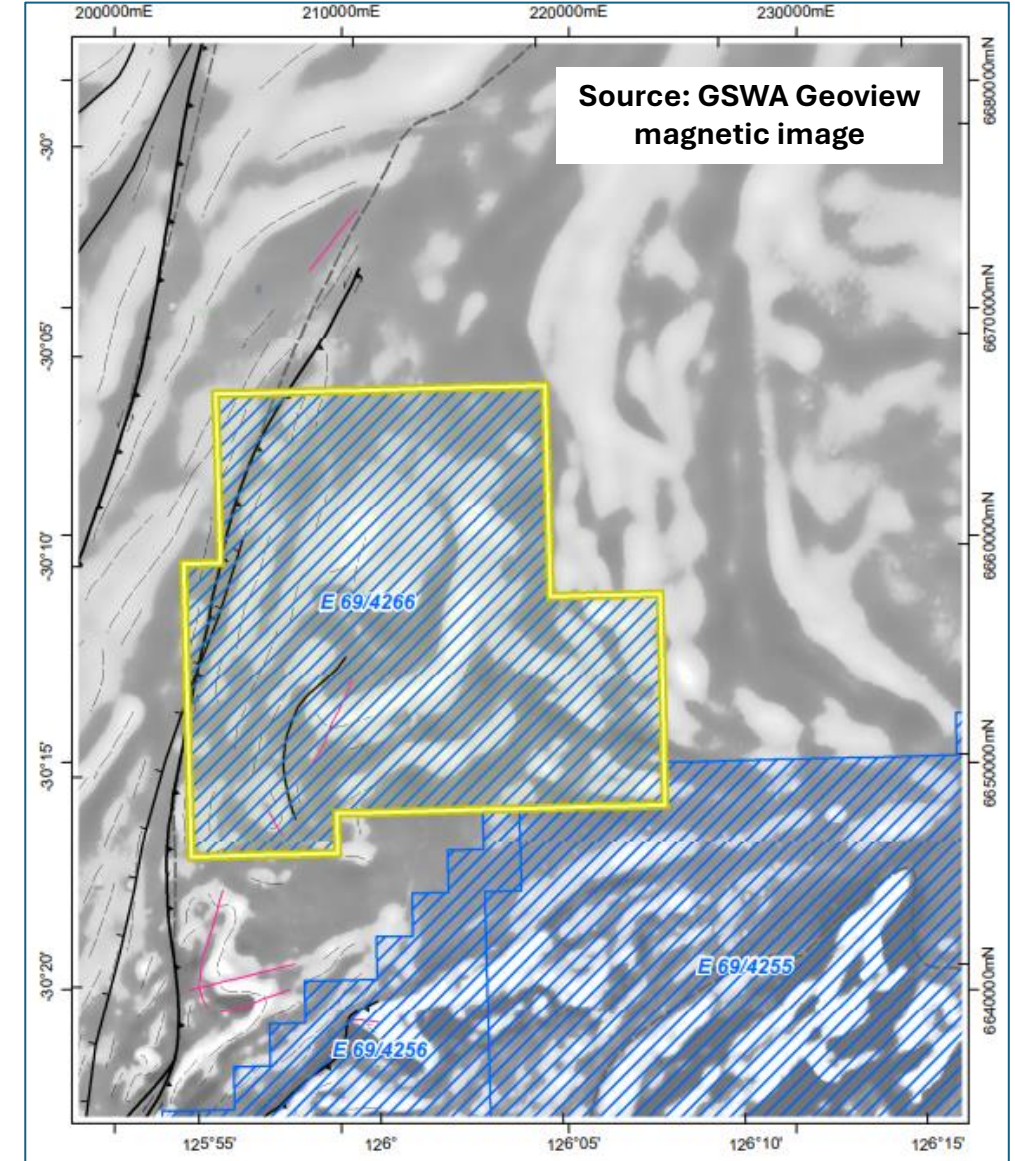 200000mE 210000mE 220000mE 230000mE
Source: GSWA Geoview
magnetic image
6680000mN
-30°
6670000mN
-30°05'
6660000mN
-30°10'
E 69/4266
6650000mN
-30°15'
E 69/4255
-30°20'
6640000mN
E 69/4256
125°55' 126° 126°05' 126°10' 126°15'